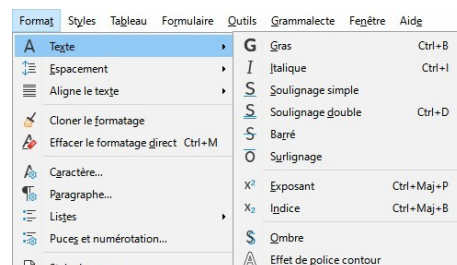 Format Styles Tableau Formulaire Outils Grammalecte Fenêtre Aide
Texte
Espacement
Aligne le texte
Cloner le formatage
Effacer le formatage direct Ctrl+M
Caractère...
Paragraphe...
Listes
Puces et numérotation...
G Gras Ctrl+B
I Italique Ctrl+I
S Soulignage simple
S Soulignage double Ctrl+D
S Barré
O Surlignage
X² Exposant Ctrl+Maj+P
X₂ Indice Ctrl+Maj+B
S Ombre
A Effet de police contour